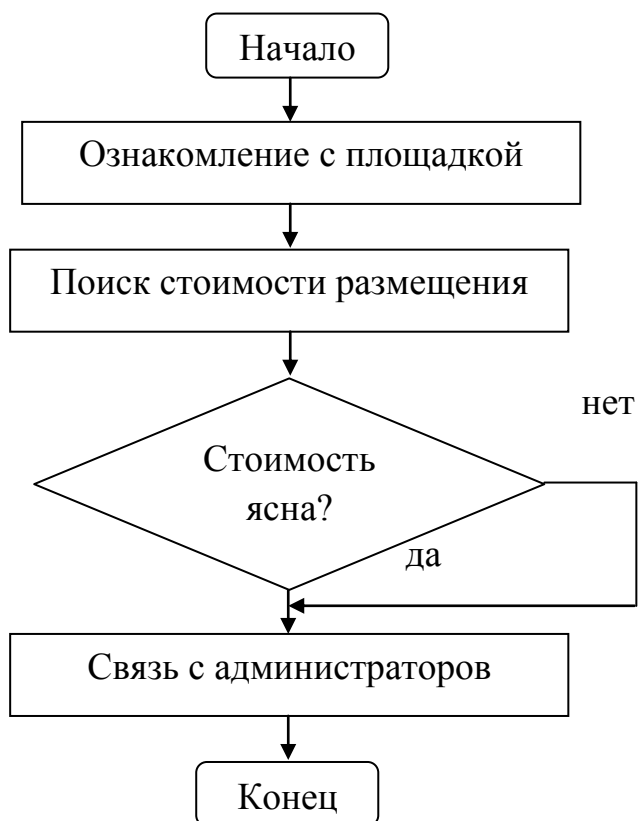 Начало
Ознакомление с площадкой
Поиск стоимости размещения
нет
Стоимость
ясна?
да
Связь с администраторов
Конец